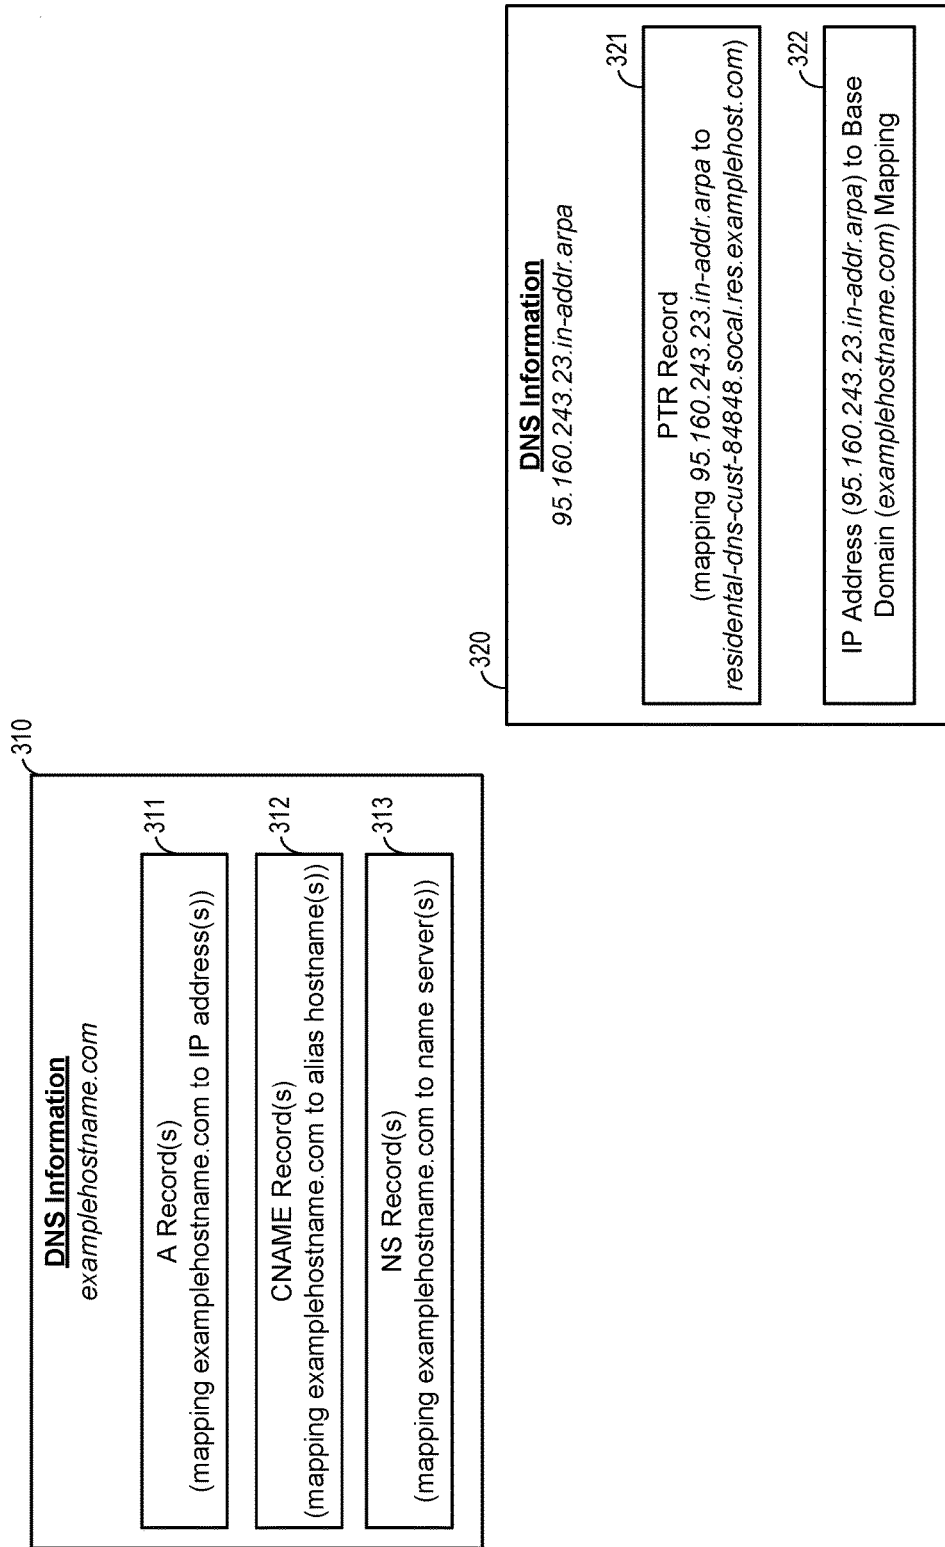 310
DNS Information
examplehostname.com
311
A Record(s)
(mapping examplehostname.com to IP address(s))
312
CNAME Record(s)
(mapping examplehostname.com to alias hostname(s))
313
NS Record(s)
(mapping examplehostname.com to name server(s))
320
DNS Information
95.160.243.23.in-addr.arpa
321
PTR Record
(mapping 95.160.243.23.in-addr.arpa to
residental-dns-cust-84848.socal.res.examplehost.com)
322
IP Address (95.160.243.23.in-addr.arpa) to Base
Domain (examplehostname.com) Mapping